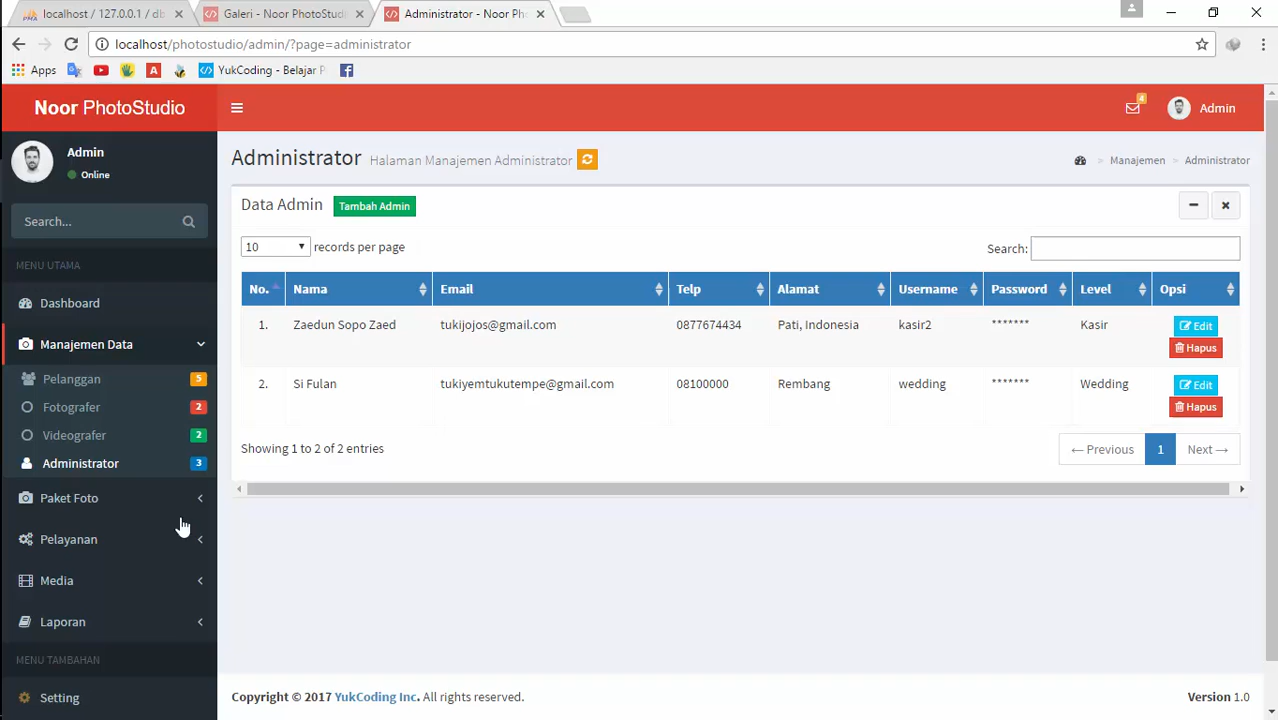 localhost / 127.0.0.1 / db
Galeri - Noor PhotoStudi
Administrator - Noor Pho
localhost/photostudio/admin/?page=administrator
Apps
YukCoding - Belajar P
Noor PhotoStudio
4
Admin
Admin
Online
Search...
MENU UTAMA
Dashboard
Manajemen Data
Pelanggan 5
Fotografer 2
Videografer 2
Administrator 3
Paket Foto
Pelayanan
Media
Laporan
MENU TAMBAHAN
Setting
Administrator Halaman Manajemen Administrator
> Manajemen > Administrator
Data Admin Tambah Admin
10 records per page
Search:
No. Nama Email Telp Alamat Username Password Level Opsi
1. Zaedun Sopo Zaed tukijojos@gmail.com 0877674434 Pati, Indonesia kasir2 ******* Kasir Edit
Hapus
2. Si Fulan tukiyemtukutempe@gmail.com 08100000 Rembang wedding ******* Wedding Edit
Hapus
Showing 1 to 2 of 2 entries
← Previous 1 Next →
Copyright © 2017 YukCoding Inc. All rights reserved.
Version 1.0